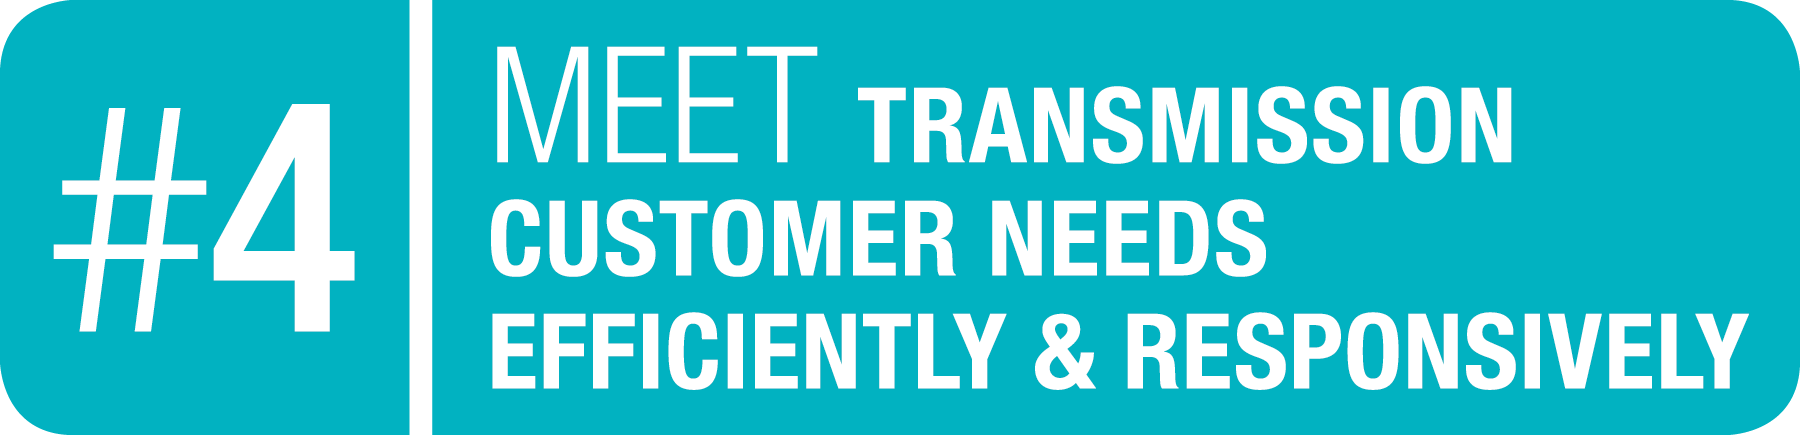 #4
MEET TRANSMISSION
CUSTOMER NEEDS
EFFICIENTLY & RESPONSIVELY